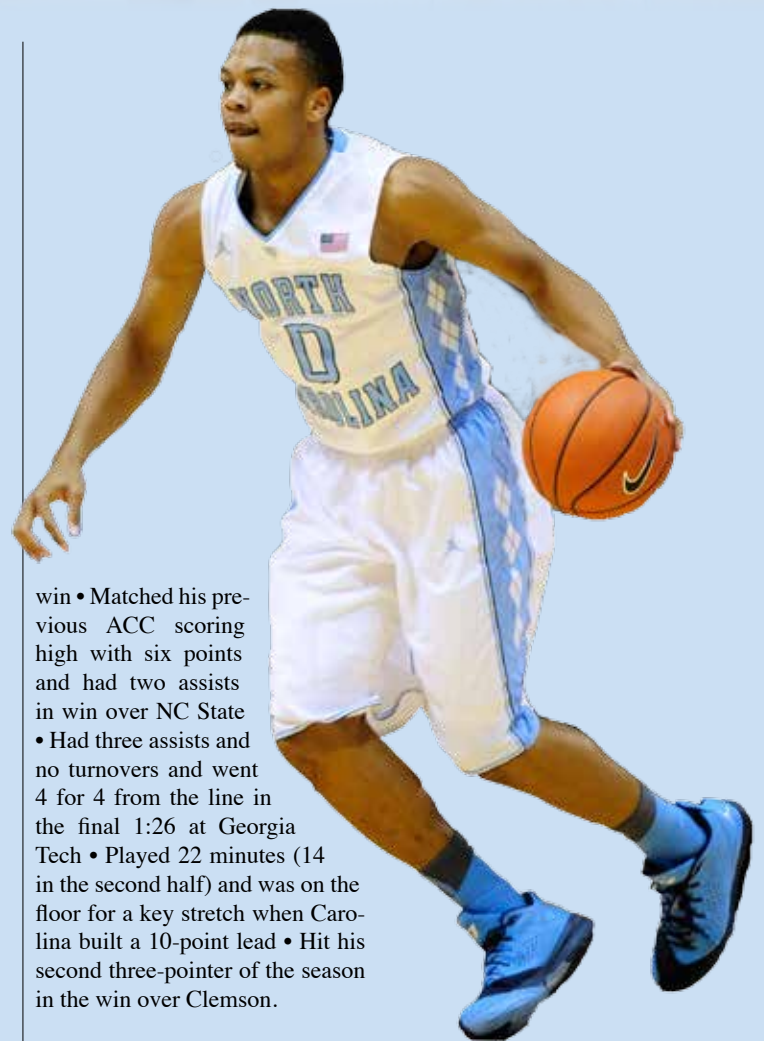 NORTH
0
win • Matched his pre-
vious ACC scoring
high with six points
and had two assists
in win over NC State
• Had three assists and
no turnovers and went
4 for 4 from the line in
the final 1:26 at Georgia
Tech • Played 22 minutes (14
in the second half) and was on the
floor for a key stretch when Caro-
lina built a 10-point lead • Hit his
second three-pointer of the season
in the win over Clemson.